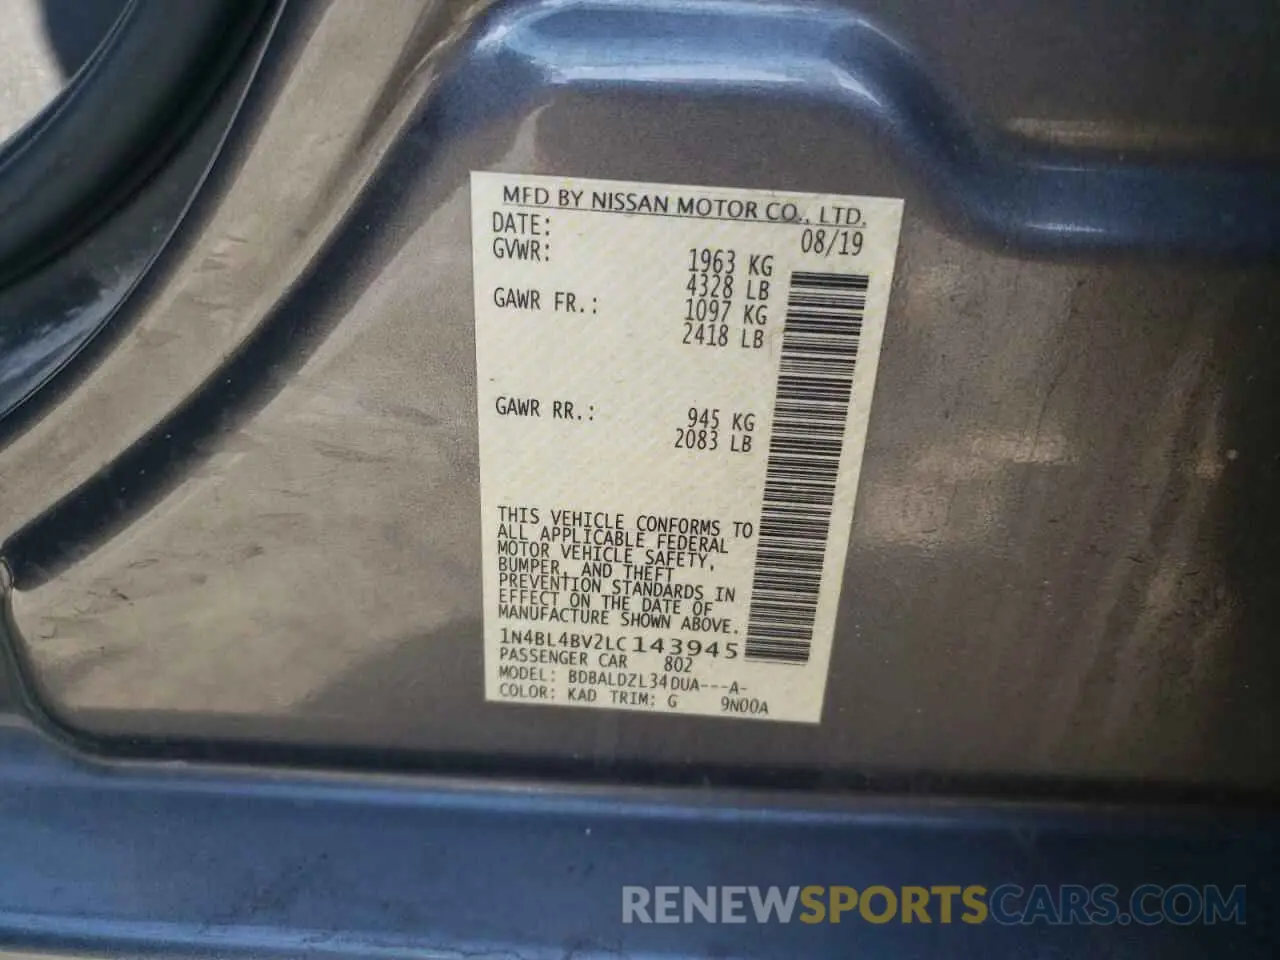 MFD BY NISSAN MOTOR CO., LTD.
DATE: 08/19
GVWR: 1963 KG
4328 LB
GAWR FR.: 1097 KG
2418 LB
GAWR RR.: 945 KG
2083 LB
THIS VEHICLE CONFORMS TO
ALL APPLICABLE FEDERAL
MOTOR VEHICLE SAFETY,
BUMPER, AND THEFT
PREVENTION STANDARDS IN
EFFECT ON THE DATE OF
MANUFACTURE SHOWN ABOVE.
1N4BL4BV2LC143945
PASSENGER CAR 802
MODEL: BDBALDZL34DUA---A-
COLOR: KAD TRIM: G 9N00A
RENEWSPORTSCARS.COM